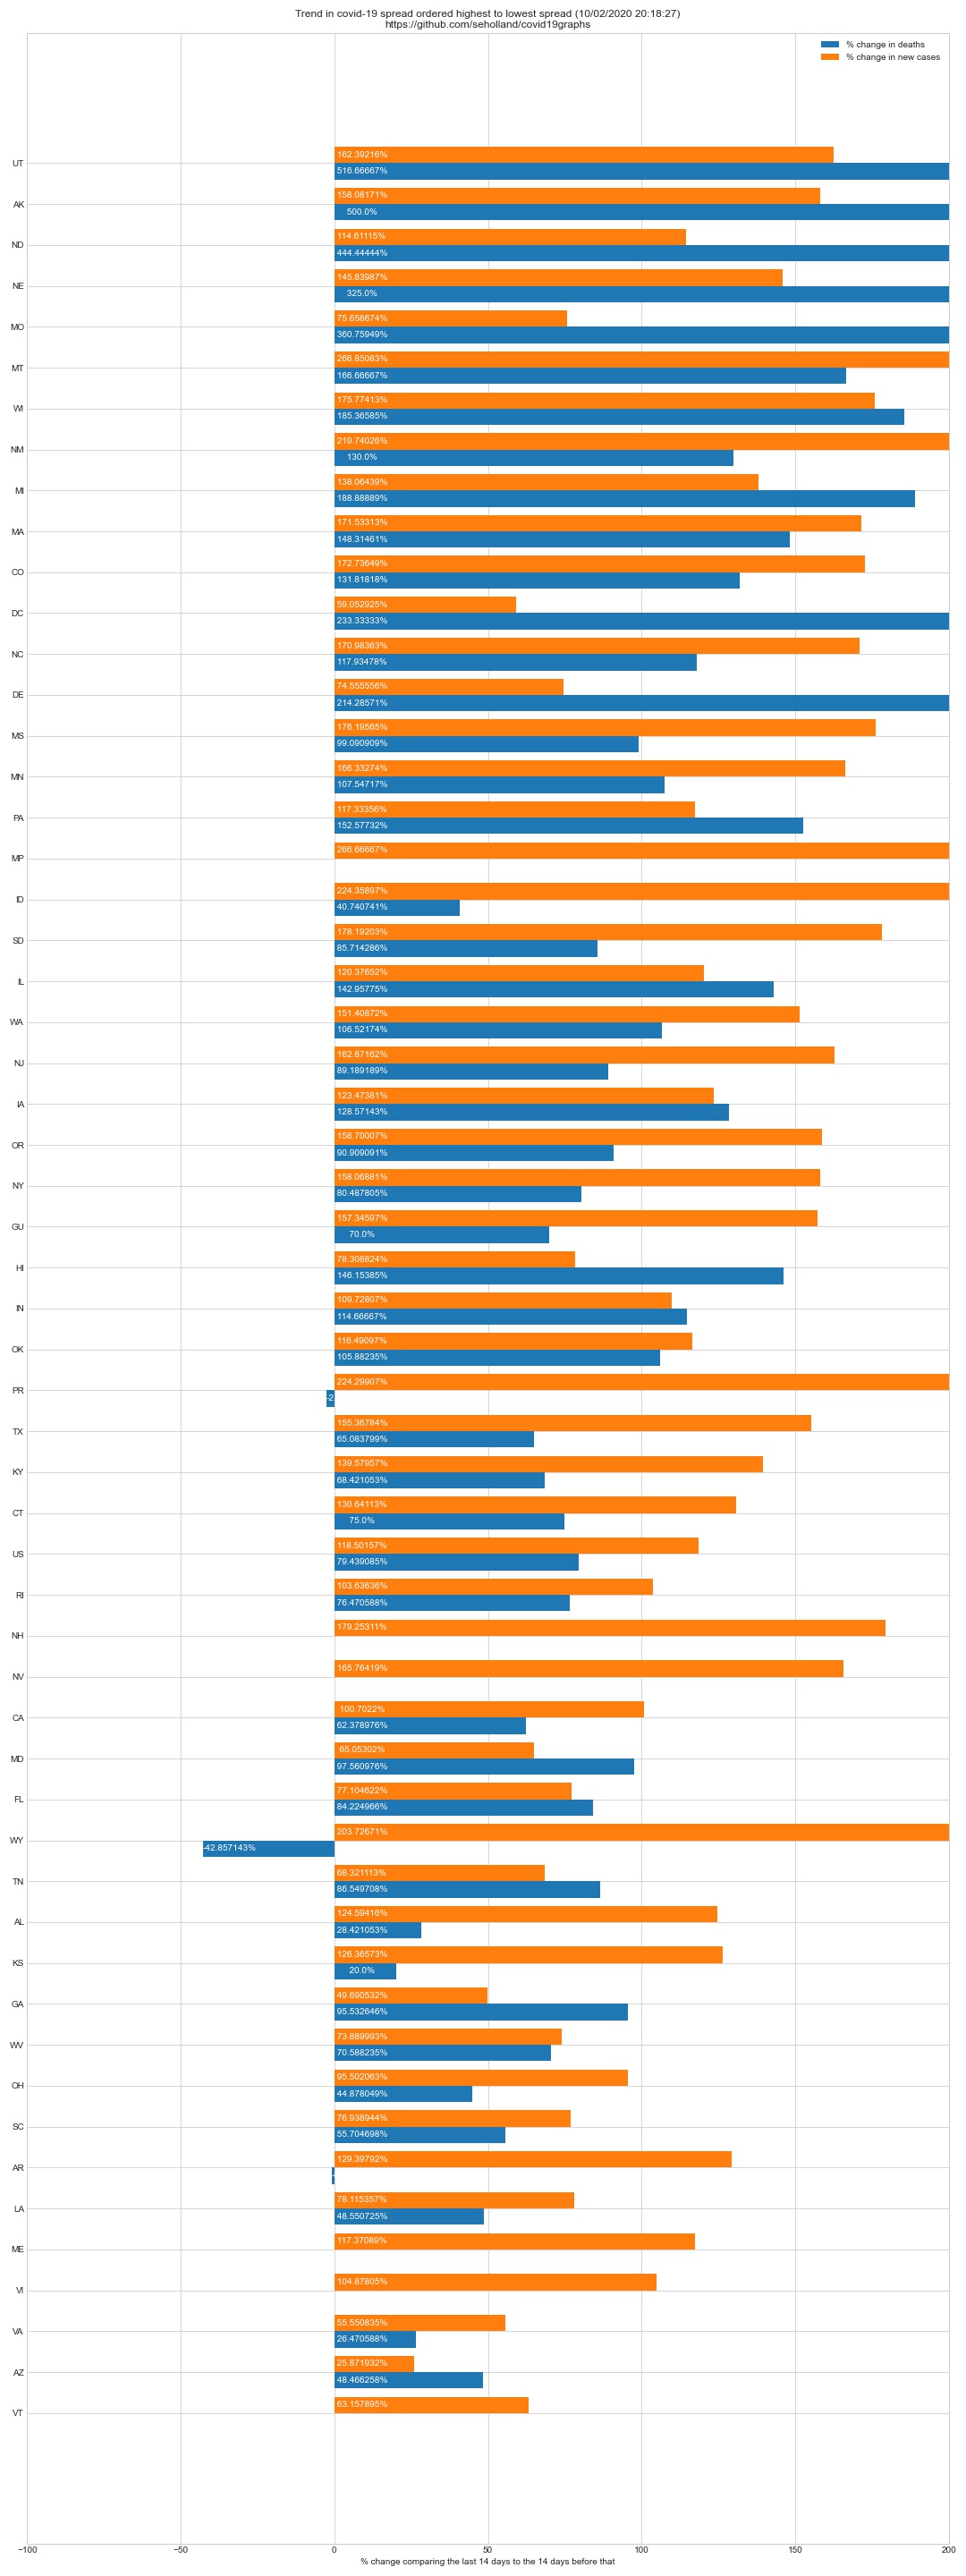 Trend in covid-19 spread ordered highest to lowest spread (10/02/2020 20:18:27)
https://github.com/seholland/covid19graphs
% change in deaths
% change in new cases
162.39216%
UT
516.66667%
158.08171%
AK
500.0%
114.61115%
ND
444.44444%
145.83987%
NE
325.0%
75.658674%
MO
360.75949%
266.85083%
MT
166.66667%
175.77413%
WI
185.36585%
219.74026%
NM
130.0%
138.06439%
MI
188.88889%
171.53313%
MA
148.31461%
172.73649%
CO
131.81818%
59.052925%
DC
233.33333%
170.98363%
NC
117.93478%
74.555556%
DE
214.28571%
176.19565%
MS
99.090909%
166.33274%
MN
107.54717%
117.33356%
PA
152.57732%
266.66667%
MP
224.35897%
ID
40.740741%
178.19203%
SD
85.714286%
120.37652%
IL
142.95775%
151.40872%
WA
106.52174%
162.87162%
NJ
89.189189%
123.47381%
IA
128.57143%
158.70007%
OR
90.909091%
158.06881%
NY
80.487805%
157.34597%
GU
70.0%
78.308824%
HI
146.15385%
109.72807%
IN
114.66667%
116.49097%
OK
105.88235%
224.29907%
PR
-2
155.36784%
TX
65.083799%
139.57957%
KY
68.421053%
130.64113%
CT
75.0%
118.50157%
US
79.439085%
103.63636%
RI
76.470588%
179.25311%
NH
165.76419%
NV
100.7022%
CA
62.378976%
65.05302%
MD
97.560976%
77.104622%
FL
84.224966%
203.72671%
WY
-42.857143%
68.321113%
TN
86.549708%
124.59416%
AL
28.421053%
126.36573%
KS
20.0%
49.690532%
GA
95.532646%
73.889993%
WV
70.588235%
95.502063%
OH
44.878049%
76.938944%
SC
55.704698%
129.39792%
AR
78.115357%
LA
48.550725%
117.37089%
ME
104.87805%
VI
55.550835%
VA
26.470588%
25.871932%
AZ
48.466258%
63.157895%
VT
−100 −50 0 50 100 150 200
% change comparing the last 14 days to the 14 days before that